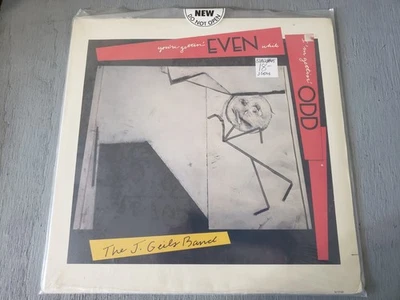 NEW
DO NOT OPEN
you're gettin' EVEN while
i'm gettin' ODD
The J. Geils Band